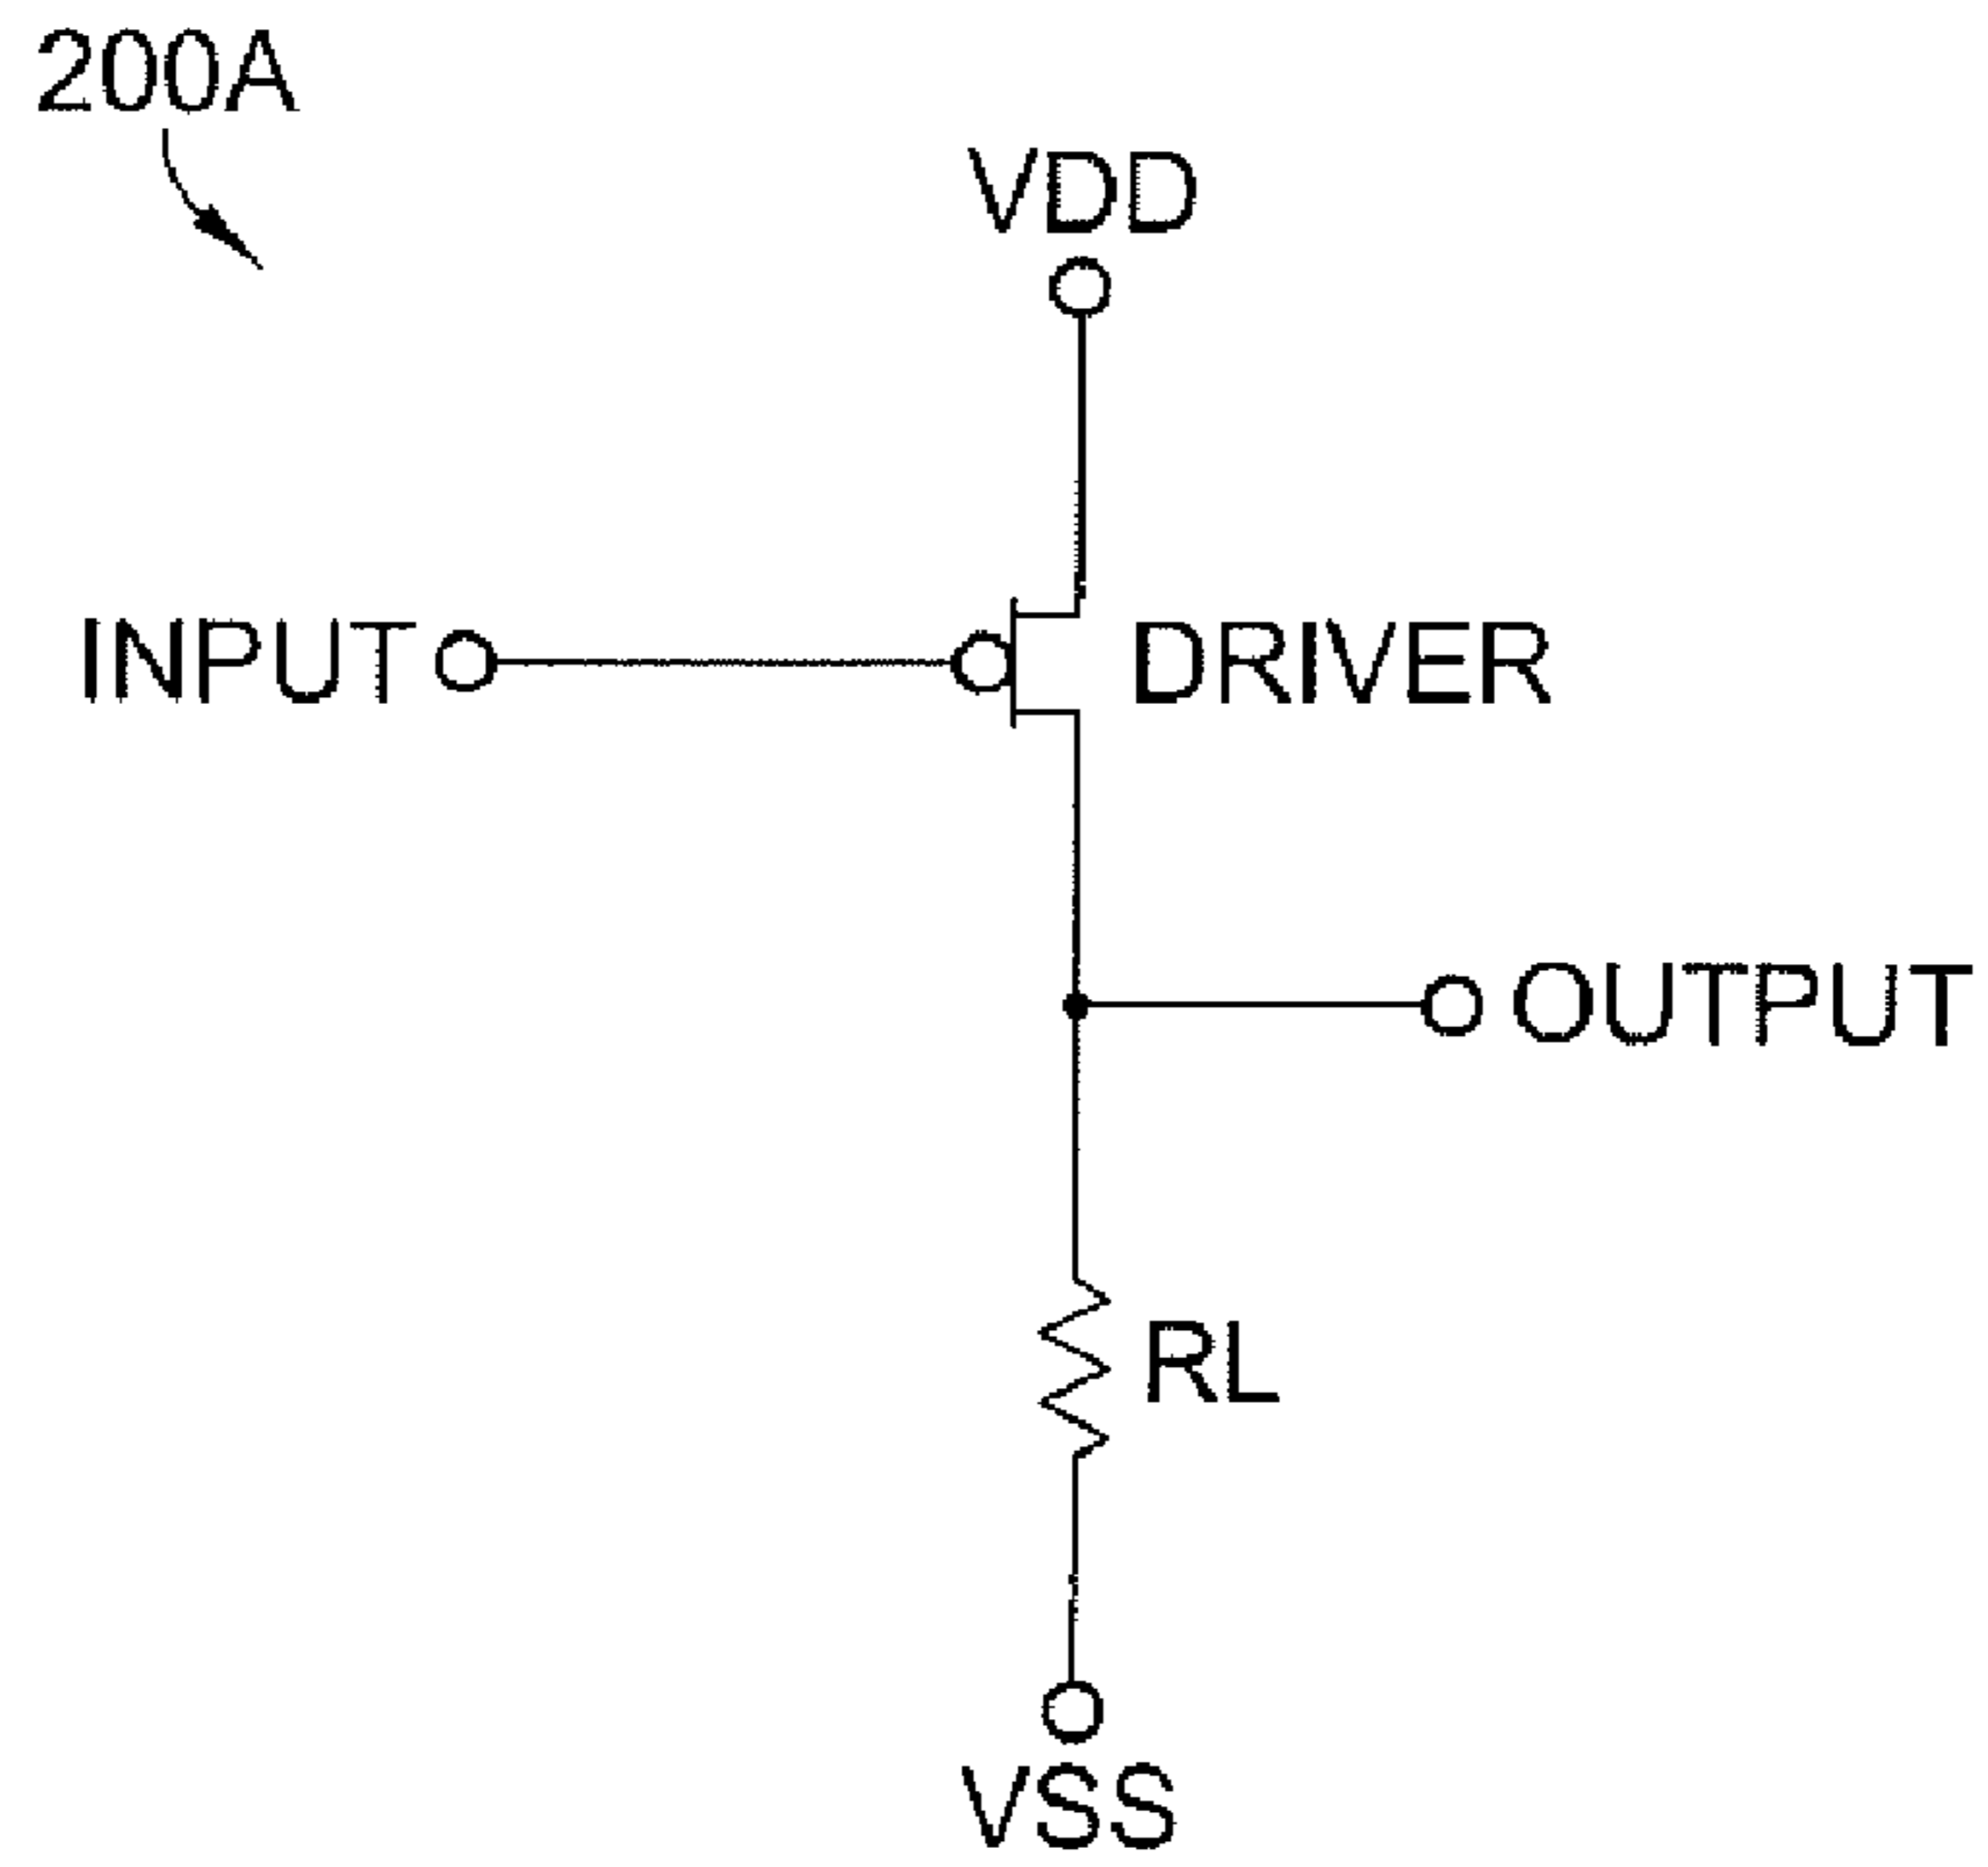 200A
VDD
INPUT
DRIVER
OUTPUT
RL
VSS